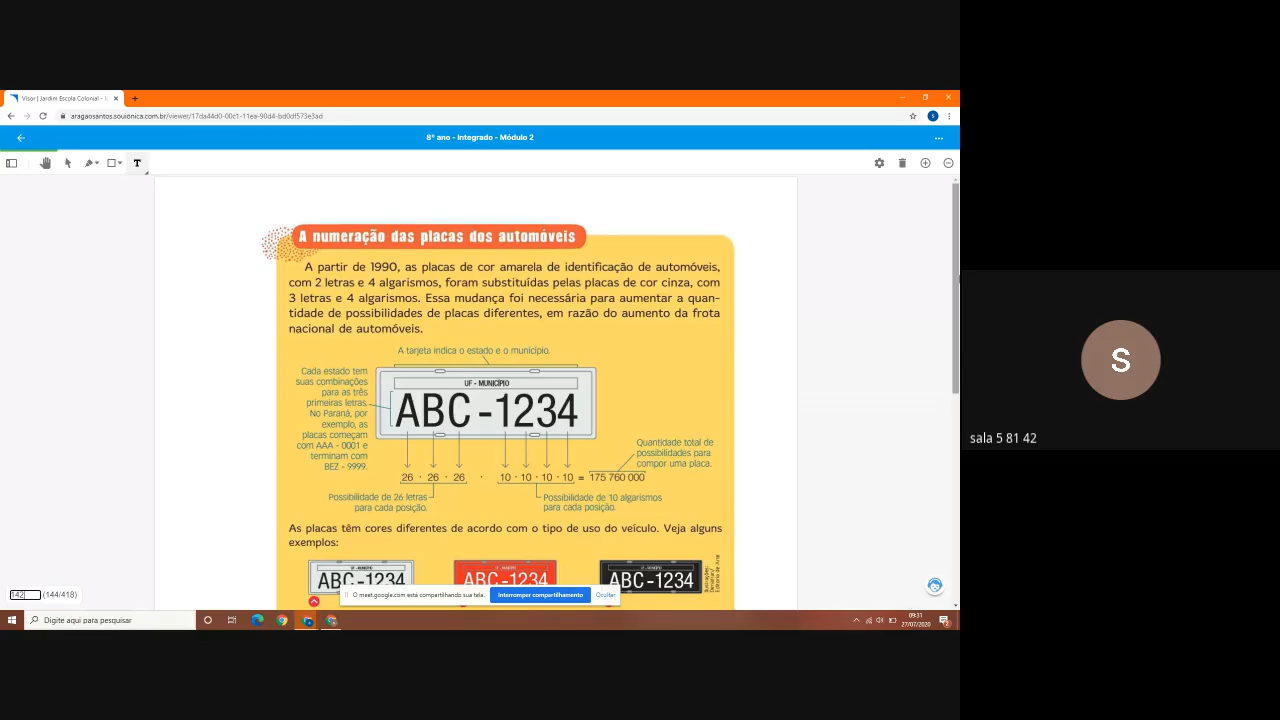 Visor | Jardim Escola Colonial - I
aragaosantos.souionica.com.br/viewer/17da44d0-00c1-11ea-90d4-bd0df573e3ad
8º ano - Integrado - Módulo 2
T
A numeração das placas dos automóveis
A partir de 1990, as placas de cor amarela de identificação de automóveis,
com 2 letras e 4 algarismos, foram substituídas pelas placas de cor cinza, com
3 letras e 4 algarismos. Essa mudança foi necessária para aumentar a quan-
tidade de possibilidades de placas diferentes, em razão do aumento da frota
nacional de automóveis.
A tarjeta indica o estado e o município.
Cada estado tem
suas combinações
para as três
primeiras letras
No Paraná, por
exemplo, as
placas começam
com AAA - 0001 e
terminam com
BEZ - 9999.
UF - MUNICÍPIO
ABC-1234
26 · 26 · 26 · 10 · 10 · 10 · 10 = 175 760 000
Quantidade total de
possibilidades para
compor uma placa.
Possibilidade de 26 letras
para cada posição.
Possibilidade de 10 algarismos
para cada posição.
As placas têm cores diferentes de acordo com o tipo de uso do veículo. Veja alguns
exemplos:
ABC-1234
ABC-1234
ABC-1234
O meet.google.com está compartilhando sua tela.
Interromper compartilhamento
Ocultar
142 (144/418)
Digite aqui para pesquisar
09:31
27/07/2020
S
sala 5 81 42